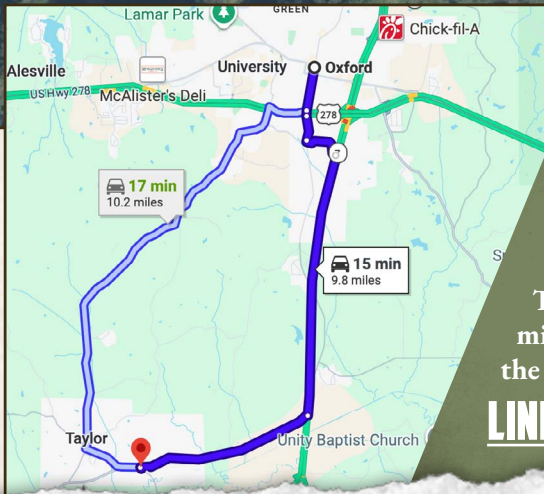 Lamar Park
GREEN
Chick-fil-A
Alesville
University
Oxford
US Hwy 278
McAlister's Deli
278
7
17 min
10.2 miles
15 min
9.8 miles
the
Taylor
Unity Baptist Church